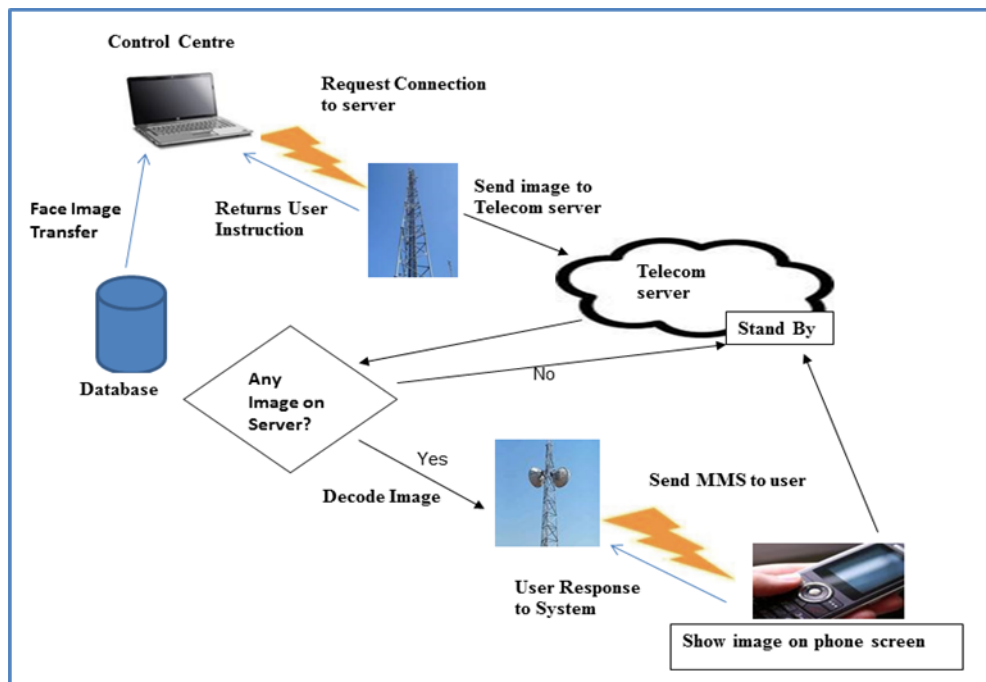 Control Centre
Request Connection
to server
Face Image
Transfer
Returns User
Instruction
Send image to
Telecom server
Telecom
server
Stand By
Database
Any
Image on
Server?
No
Yes
Decode Image
Send MMS to user
User Response
to System
Show image on phone screen